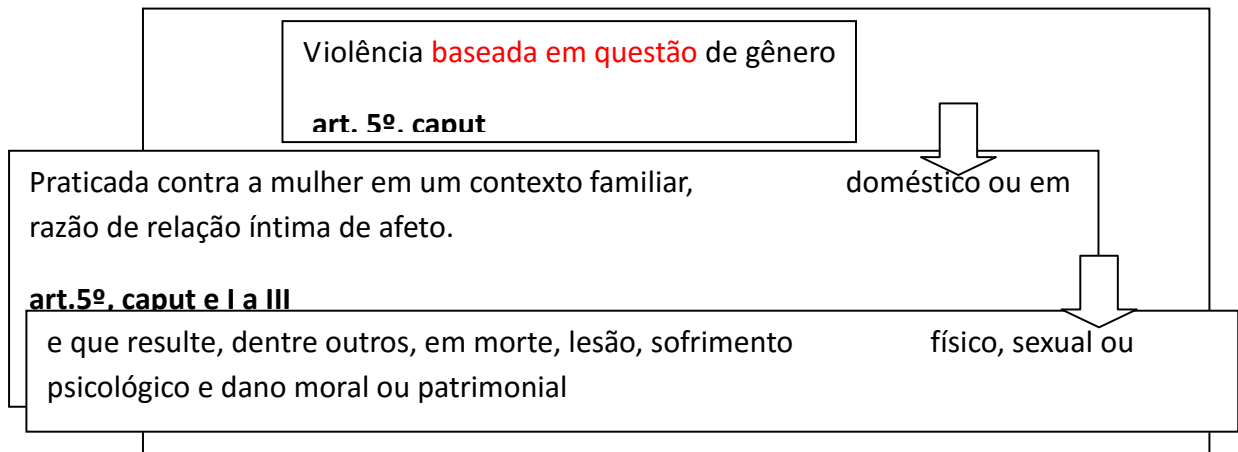 Violência baseada em questão de gênero
art. 5º. caput
Praticada contra a mulher em um contexto familiar, doméstico ou em
razão de relação íntima de afeto.
art.5º, caput e I a III
e que resulte, dentre outros, em morte, lesão, sofrimento físico, sexual ou
psicológico e dano moral ou patrimonial